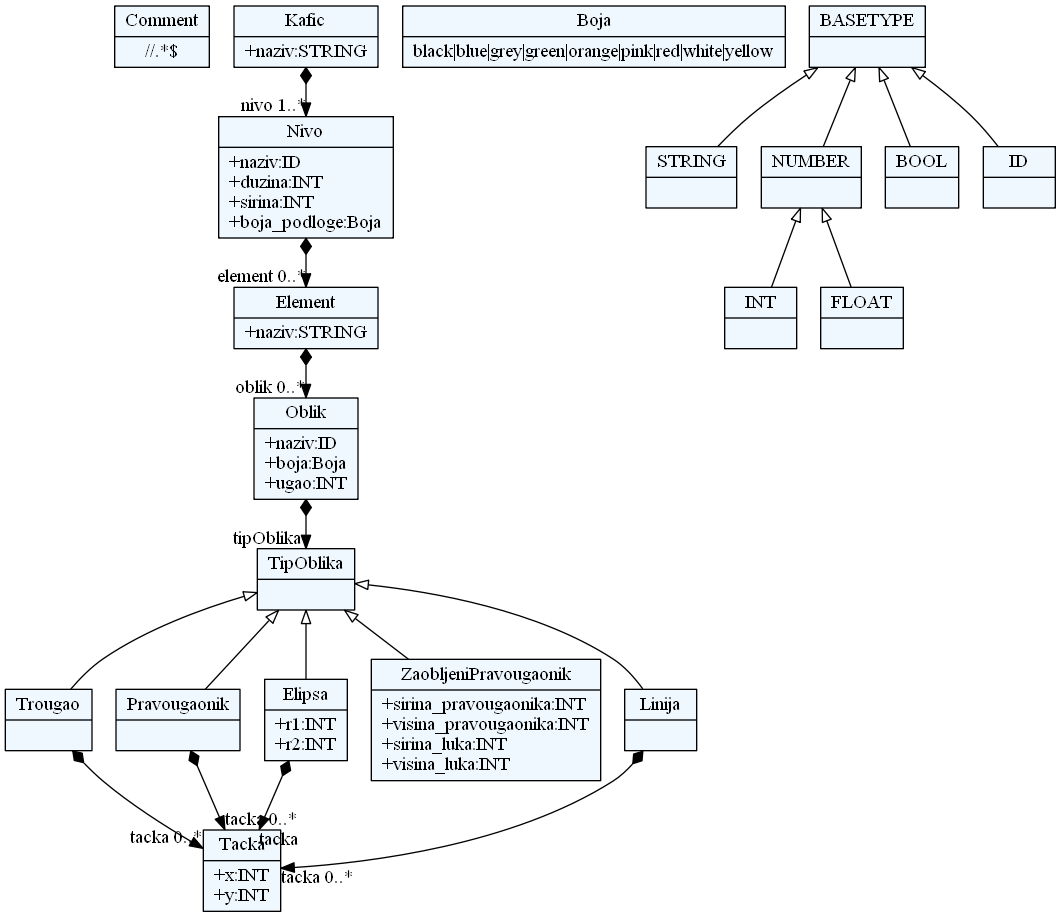 Comment
//.*$
Kafic
+naziv:STRING
Boja
black|blue|grey|green|orange|pink|red|white|yellow
BASETYPE
nivo 1..*
Nivo
+naziv:ID
+duzina:INT
+sirina:INT
+boja_podloge:Boja
STRING
NUMBER
BOOL
ID
element 0..*
Element
+naziv:STRING
INT
FLOAT
oblik 0..*
Oblik
+naziv:ID
+boja:Boja
+ugao:INT
tipOblika
TipOblika
Trougao
Pravougaonik
Elipsa
+r1:INT
+r2:INT
ZaobljeniPravougaonik
+sirina_pravougaonika:INT
+visina_pravougaonika:INT
+sirina_luka:INT
+visina_luka:INT
Linija
tacka 0..*
tacka 0..*
tacka
Tacka
+x:INT
+y:INT
tacka 0..*